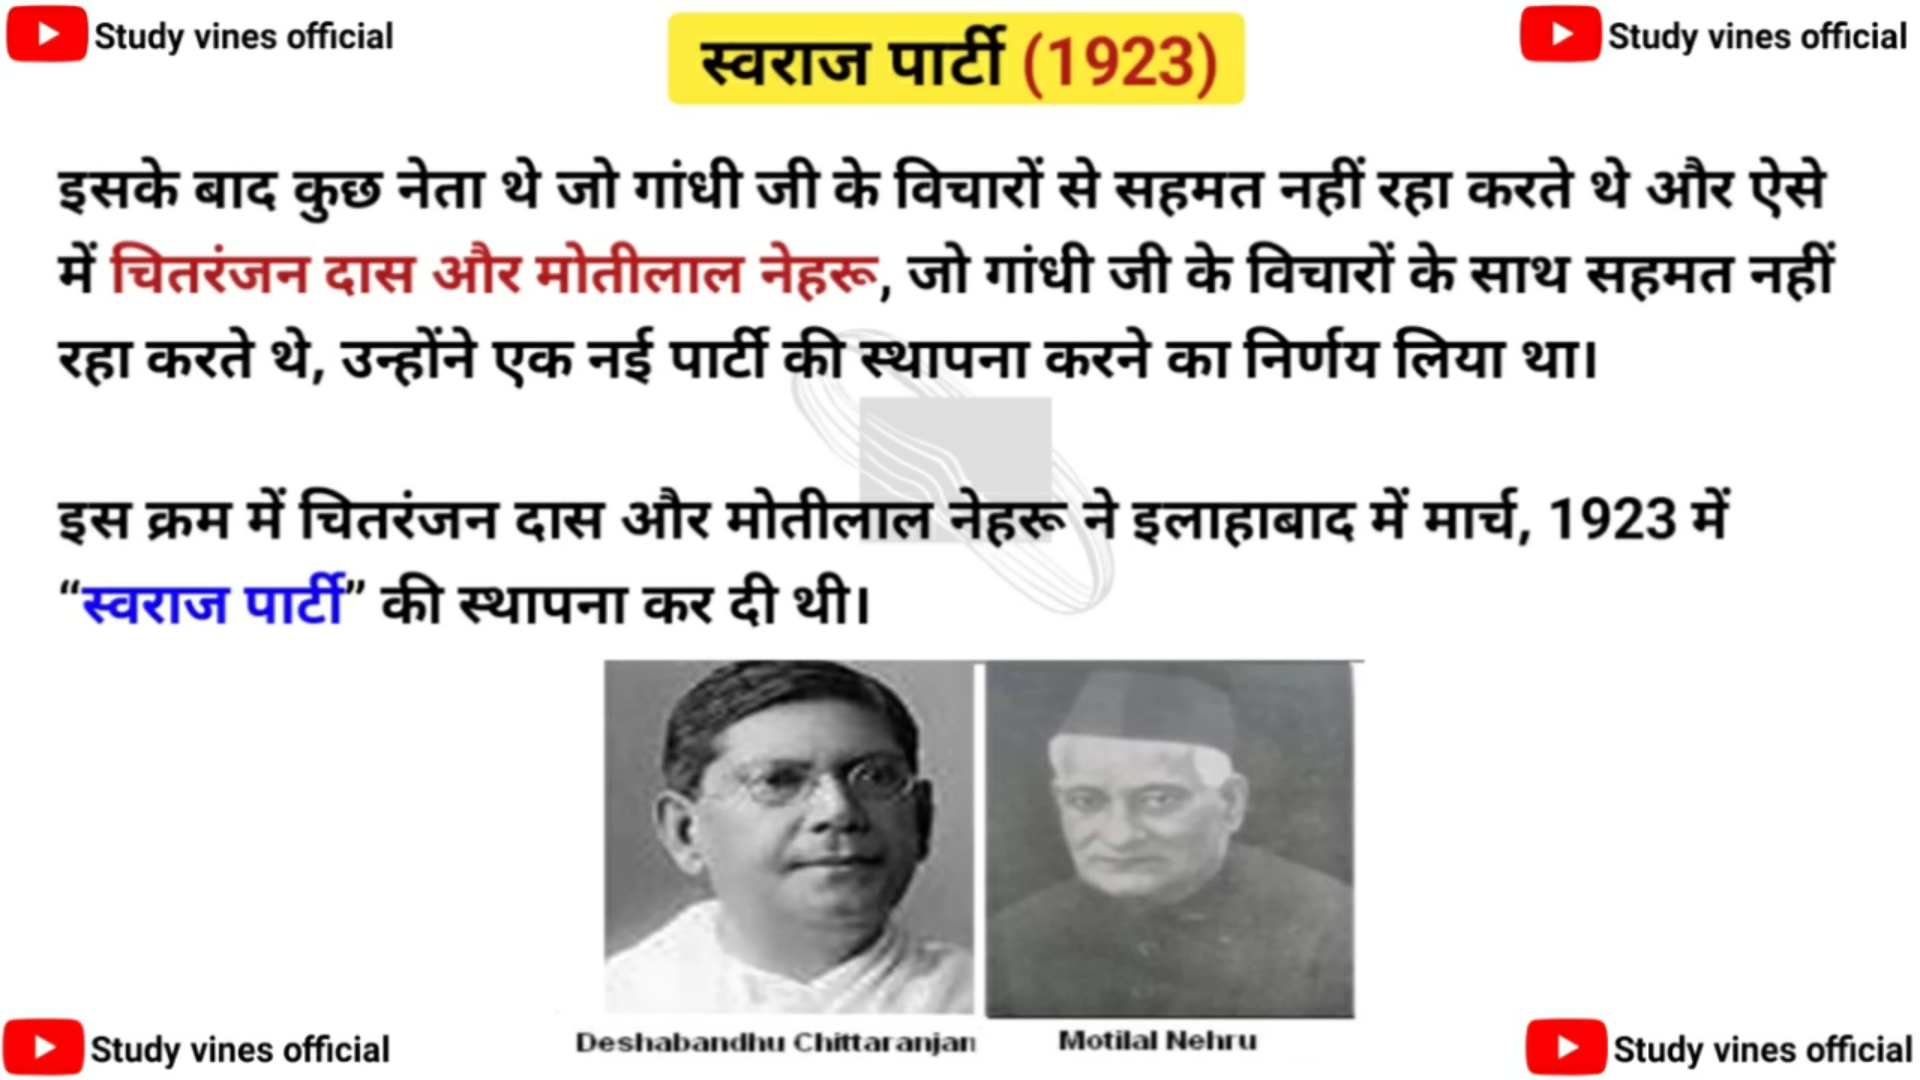 Study vines official
स्वराज पार्टी (1923)
Study vines official
इसके बाद कुछ नेता थे जो गांधी जी के विचारों से सहमत नहीं रहा करते थे और ऐसे
में चितरंजन दास और मोतीलाल नेहरू, जो गांधी जी के विचारों के साथ सहमत नहीं
रहा करते थे, उन्होंने एक नई पार्टी की स्थापना करने का निर्णय लिया था।
इस क्रम में चितरंजन दास और मोतीलाल नेहरू ने इलाहाबाद में मार्च, 1923 में
“स्वराज पार्टी” की स्थापना कर दी थी।
Deshabandhu Chittaranjan
Motilal Nehru
Study vines official
Study vines official